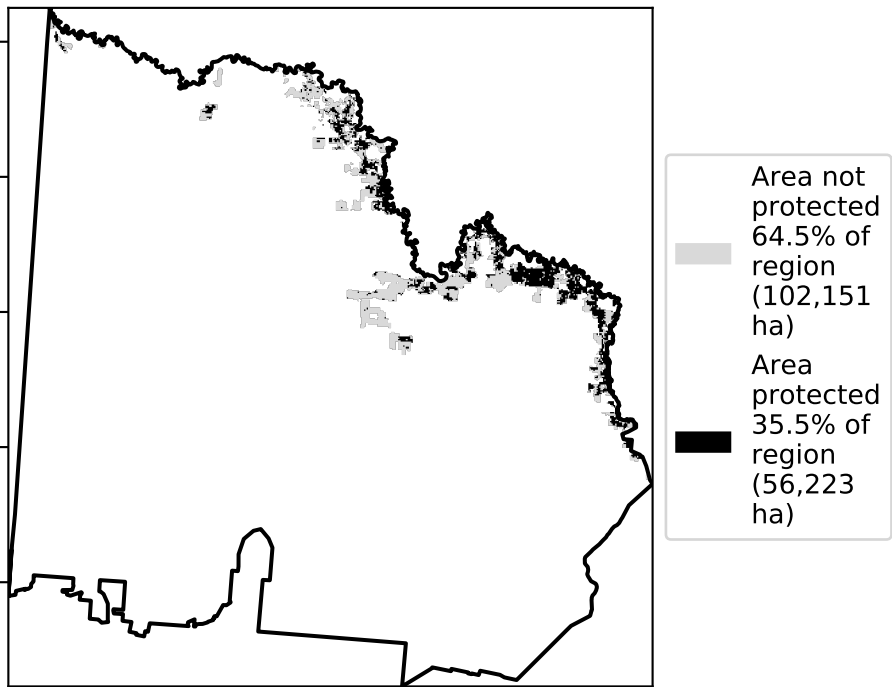 Area not
protected
64.5% of
region
(102,151
ha)
Area
protected
35.5% of
region
(56,223
ha)